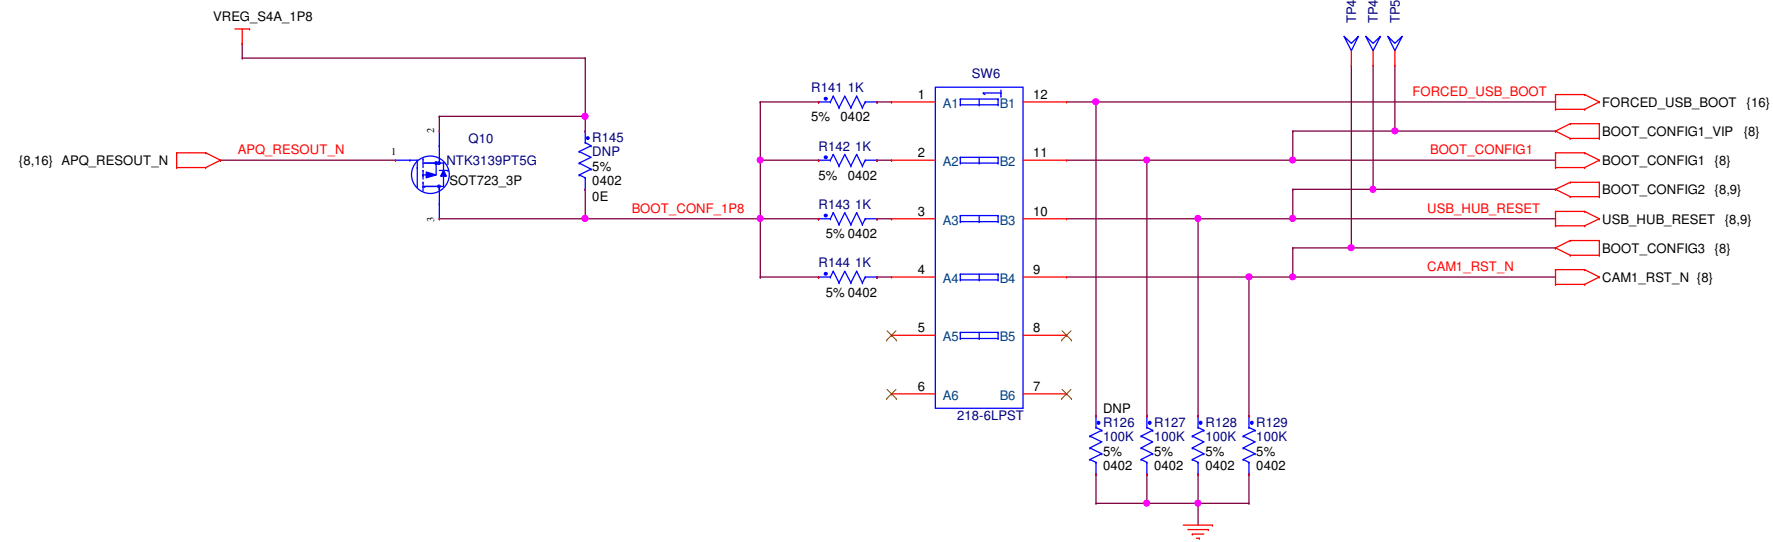 VREG_S4A_1P8
TP4
TP4
TP5
SW6
R141 1K
5% 0402
1
A1
B1
12
FORCED_USB_BOOT
FORCED_USB_BOOT {16}
BOOT_CONFIG1_VIP {8}
{8,16} APQ_RESOUT_N
APQ_RESOUT_N
1
2
3
Q10
NTK3139PT5G
SOT723_3P
R145
DNP
5%
0402
0E
R142 1K
5% 0402
2
A2
B2
11
BOOT_CONFIG1
BOOT_CONFIG1 {8}
BOOT_CONFIG2 {8,9}
BOOT_CONF_1P8
R143 1K
5% 0402
3
A3
B3
10
USB_HUB_RESET
USB_HUB_RESET {8,9}
BOOT_CONFIG3 {8}
R144 1K
5% 0402
4
A4
B4
9
CAM1_RST_N
CAM1_RST_N {8}
5
A5
B5
8
6
A6
B6
7
218-6LPST
DNP
R126
100K
5%
0402
R127
100K
5%
0402
R128
100K
5%
0402
R129
100K
5%
0402